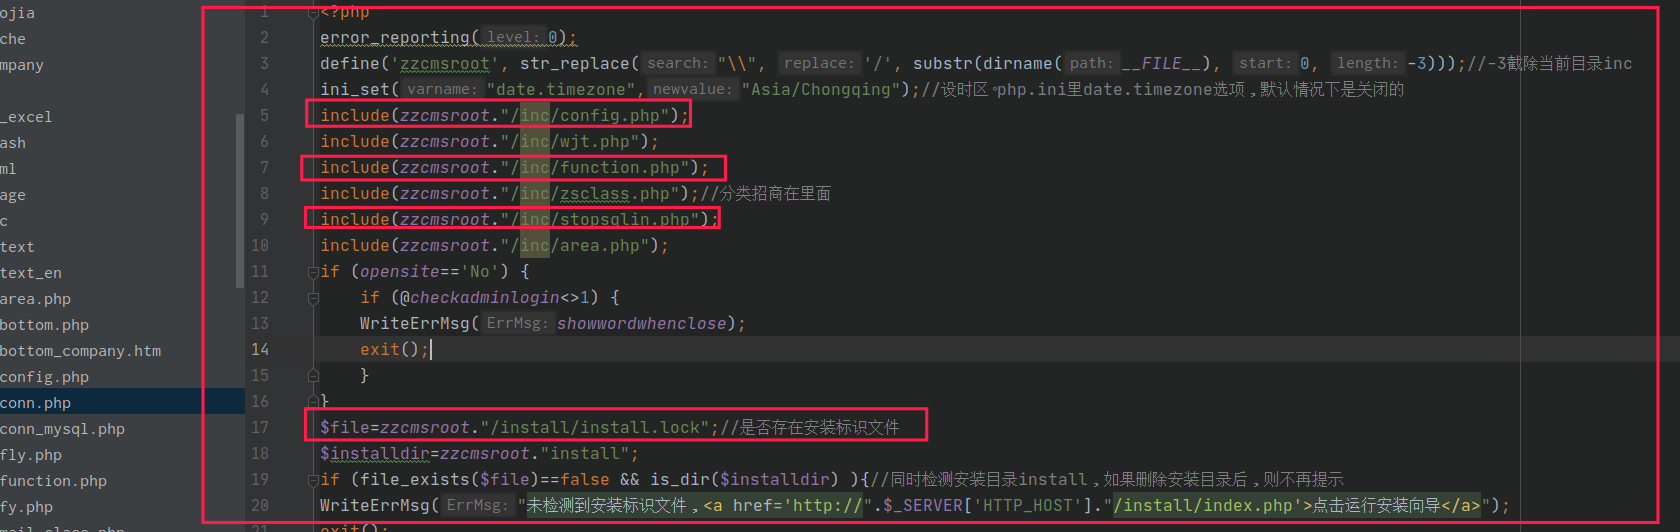 ojia
che
mpany
_excel
ash
ml
age
c
text
text_en
area.php
bottom.php
bottom_company.htm
config.php
conn.php
conn_mysql.php
fly.php
function.php
fy.php
mail_class.php
1 <?php
2 error_reporting( level: 0);
3 define('zzcmsroot', str_replace( search: "\\", replace: '/', substr(dirname( path: __FILE__), start: 0, length: -3)));//-3截除当前目录inc
4 ini_set( varname: "date.timezone", newvalue: "Asia/Chongqing");//设时区。php.ini里date.timezone选项,默认情况下是关闭的
5 include(zzcmsroot."/inc/config.php");
6 include(zzcmsroot."/inc/wjt.php");
7 include(zzcmsroot."/inc/function.php");
8 include(zzcmsroot."/inc/zsclass.php");//分类招商在里面
9 include(zzcmsroot."/inc/stopsqlin.php");
10 include(zzcmsroot."/inc/area.php");
11 if (opensite=='No') {
12 if (@checkadminlogin<>1) {
13 WriteErrMsg( ErrMsg: showwordwhenclose);
14 exit();
15 }
16 }
17 $file=zzcmsroot."/install/install.lock";//是否存在安装标识文件
18 $installdir=zzcmsroot."install";
19 if (file_exists($file)==false && is_dir($installdir) ){//同时检测安装目录install,如果删除安装目录后,则不再提示
20 WriteErrMsg( ErrMsg: "未检测到安装标识文件,<a href='http://".$_SERVER['HTTP_HOST']."/install/index.php'>点击运行安装向导</a>");
21 exit();